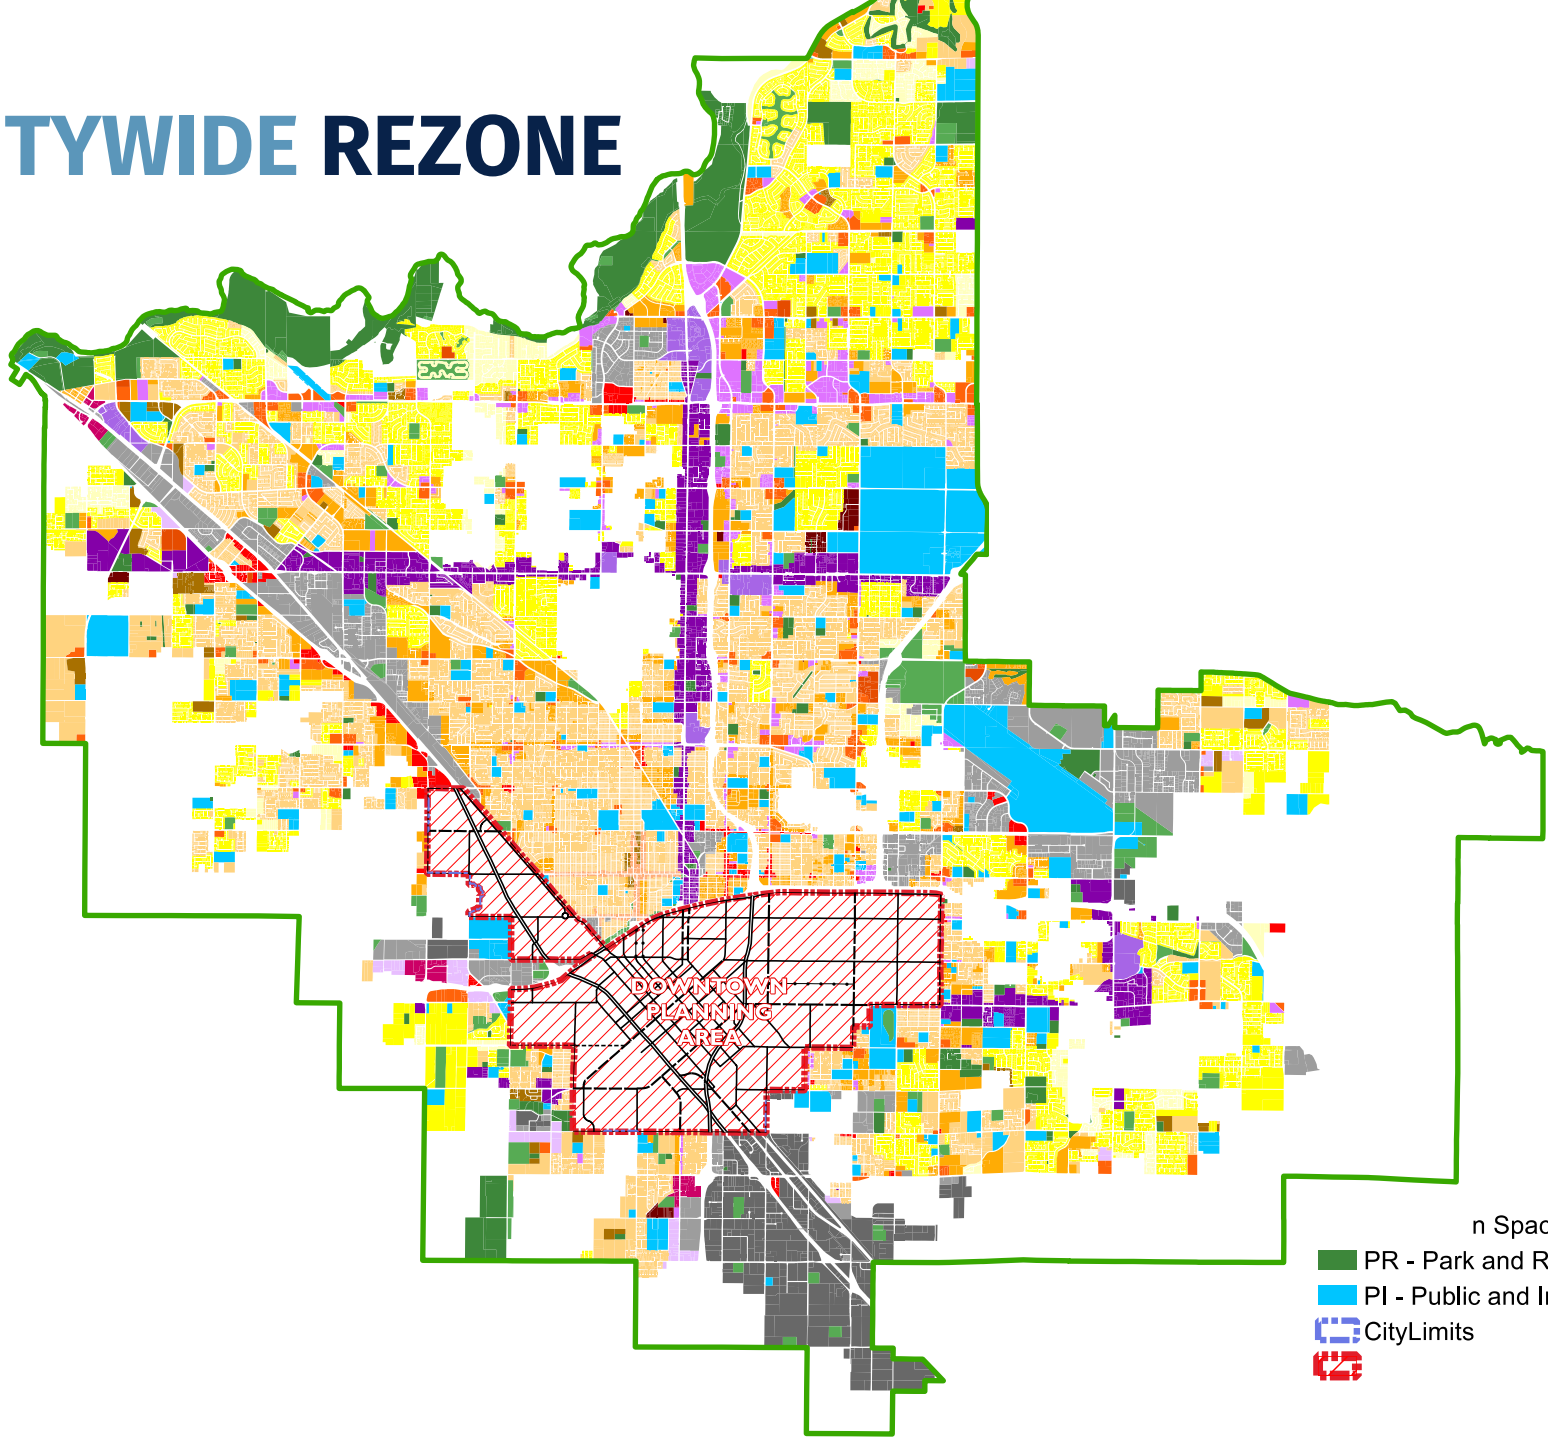 TYWIDE REZONE
DOWNTOWN
PLANNING
AREA
n Spac
PR - Park and R
PI - Public and I
CityLimits